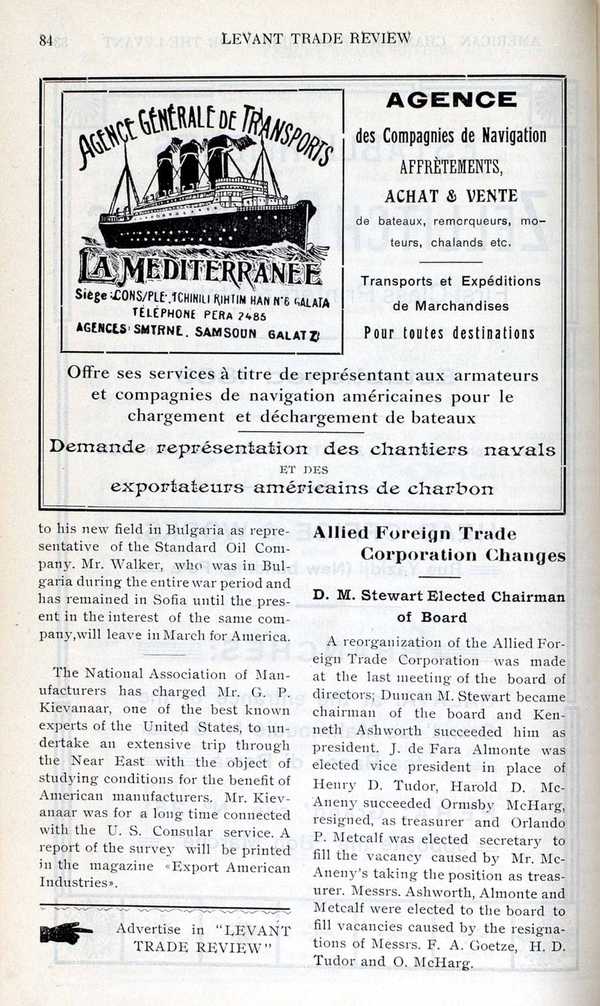 84
LEVANT TRADE REVIEW
AGENCE GÉNÉRALE DE TRANSPORTS
LA MÉDITERRANÉE
Siège: CONS/PLE, TCHINILI RIHTIM HAN N° 6 GALATA
TÉLÉPHONE PERA 2485
AGENCES: SMYRNE. SAMSOUN GALATZ
AGENCE
des Compagnies de Navigation
AFFRÈTEMENTS,
ACHAT & VENTE
de bateaux, remorqueurs, mo-
teurs, chalands etc.
Transports et Expéditions
de Marchandises
Pour toutes destinations
Offre ses services à titre de représentant aux armateurs
et compagnies de navigation américaines pour le
chargement et déchargement de bateaux
Demande représentation des chantiers navals
ET DES
exportateurs américains de charbon
to his new field in Bulgaria as repre-
sentative of the Standard Oil Com-
pany. Mr. Walker, who was in Bul-
garia during the entire war period and
has remained in Sofia until the pres-
ent in the interest of the same com-
pany,will leave in March for America.
The National Association of Man-
ufacturers has charged Mr. G. P.
Kievanaar, one of the best known
experts of the United States, to un-
dertake an extensive trip through
the Near East with the object of
studying conditions for the benefit of
American manufacturers. Mr. Kiev-
anaar was for a long time connected
with the U. S. Consular service. A
report of the survey will be printed
in the magazine «Export American
Industries».
Advertise in "LEVANT
TRADE REVIEW"
Allied Foreign Trade
Corporation Changes
D. M. Stewart Elected Chairman
of Board
A reorganization of the Allied For-
eign Trade Corporation was made
at the last meeting of the board of
directors; Duncan M. Stewart became
chairman of the board and Ken-
neth Ashworth succeeded him as
president. J. de Fara Almonte was
elected vice president in place of
Henry D. Tudor, Harold D. Mc-
Aneny succeeded Ormsby McHarg,
resigned, as treasurer and Orlando
P. Metcalf was elected secretary to
fill the vacancy caused by Mr. Mc-
Aneny's taking the position as treas-
urer. Messrs. Ashworth, Almonte and
Metcalf were elected to the board to
fill vacancies caused by the resigna-
tions of Messrs. F. A. Goetze, H. D.
Tudor and O. McHarg.